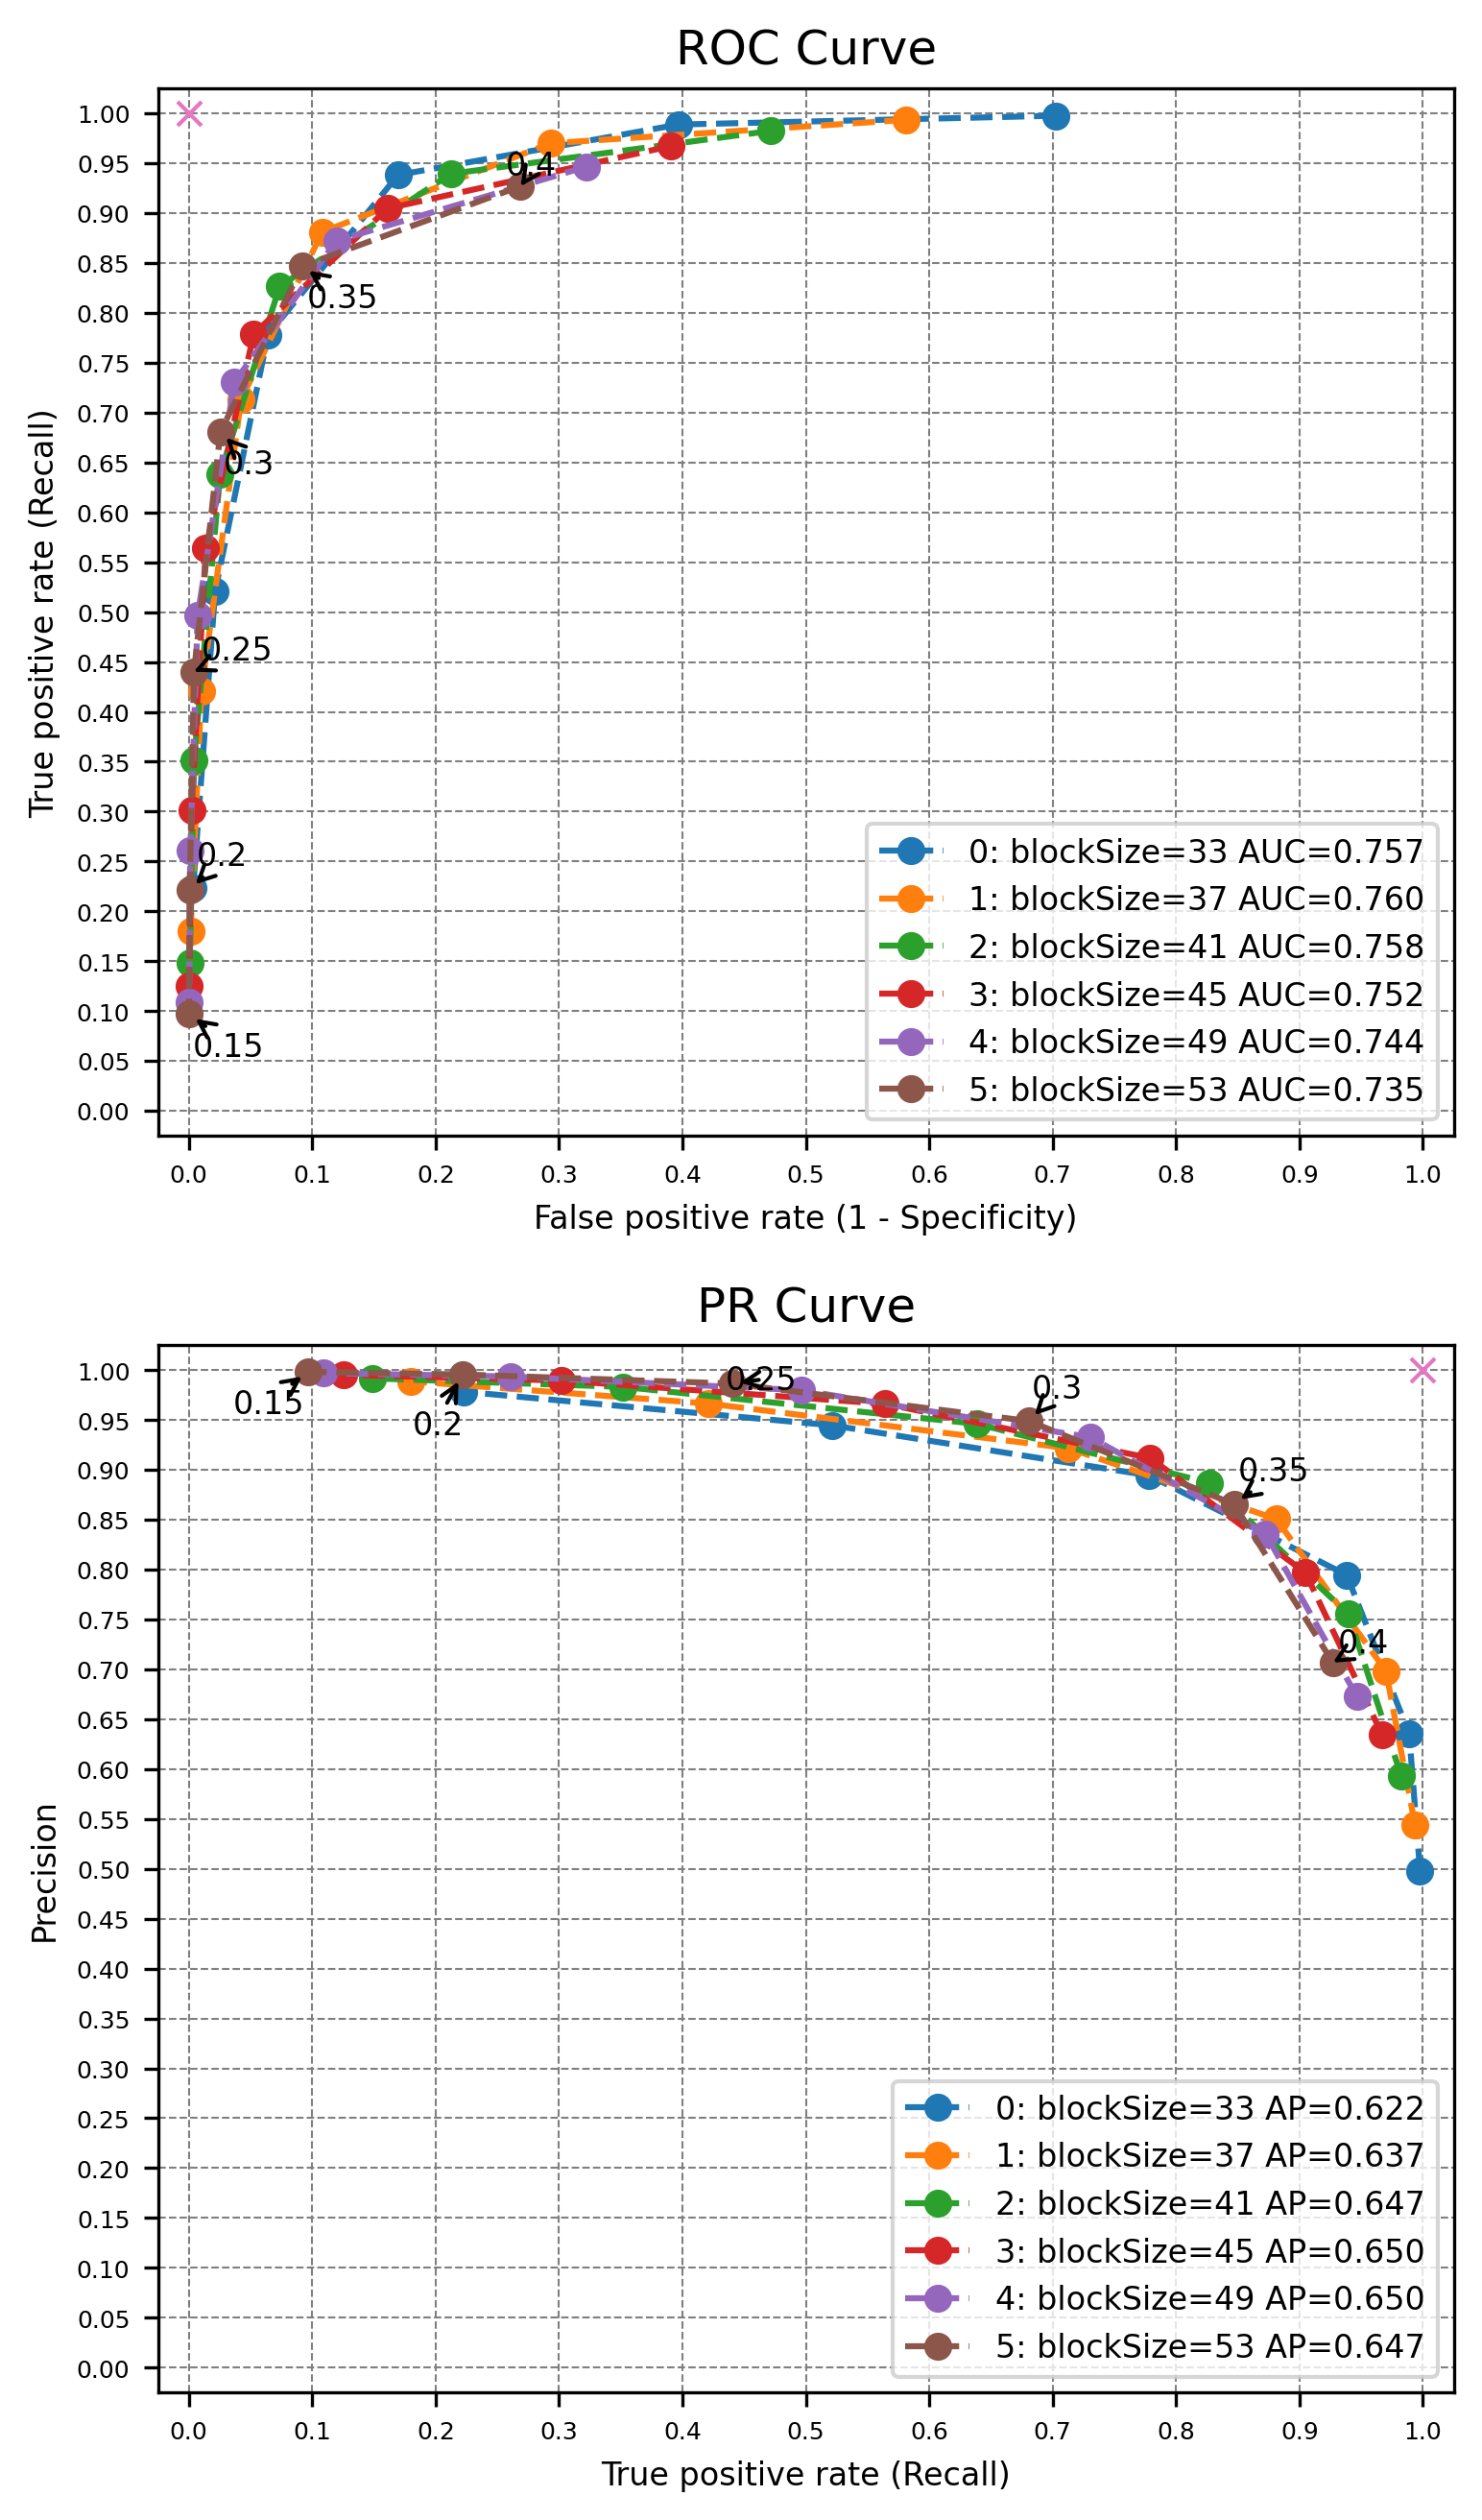 ROC Curve
1.00
0.95
0.90
0.85
0.80
0.75
0.70
0.65
0.60
0.55
0.50
0.45
0.40
0.35
0.30
0.25
0.20
0.15
0.10
0.05
0.00
True positive rate (Recall)
0.4
0.35
0.3
0.25
0.2
0.15
0: blockSize=33 AUC=0.757
1: blockSize=37 AUC=0.760
2: blockSize=41 AUC=0.758
3: blockSize=45 AUC=0.752
4: blockSize=49 AUC=0.744
5: blockSize=53 AUC=0.735
0.0 0.1 0.2 0.3 0.4 0.5 0.6 0.7 0.8 0.9 1.0
False positive rate (1 - Specificity)
PR Curve
1.00
0.95
0.90
0.85
0.80
0.75
0.70
0.65
0.60
0.55
0.50
0.45
0.40
0.35
0.30
0.25
0.20
0.15
0.10
0.05
0.00
Precision
0.15
0.2
0.25
0.3
0.35
0.4
0: blockSize=33 AP=0.622
1: blockSize=37 AP=0.637
2: blockSize=41 AP=0.647
3: blockSize=45 AP=0.650
4: blockSize=49 AP=0.650
5: blockSize=53 AP=0.647
0.0 0.1 0.2 0.3 0.4 0.5 0.6 0.7 0.8 0.9 1.0
True positive rate (Recall)